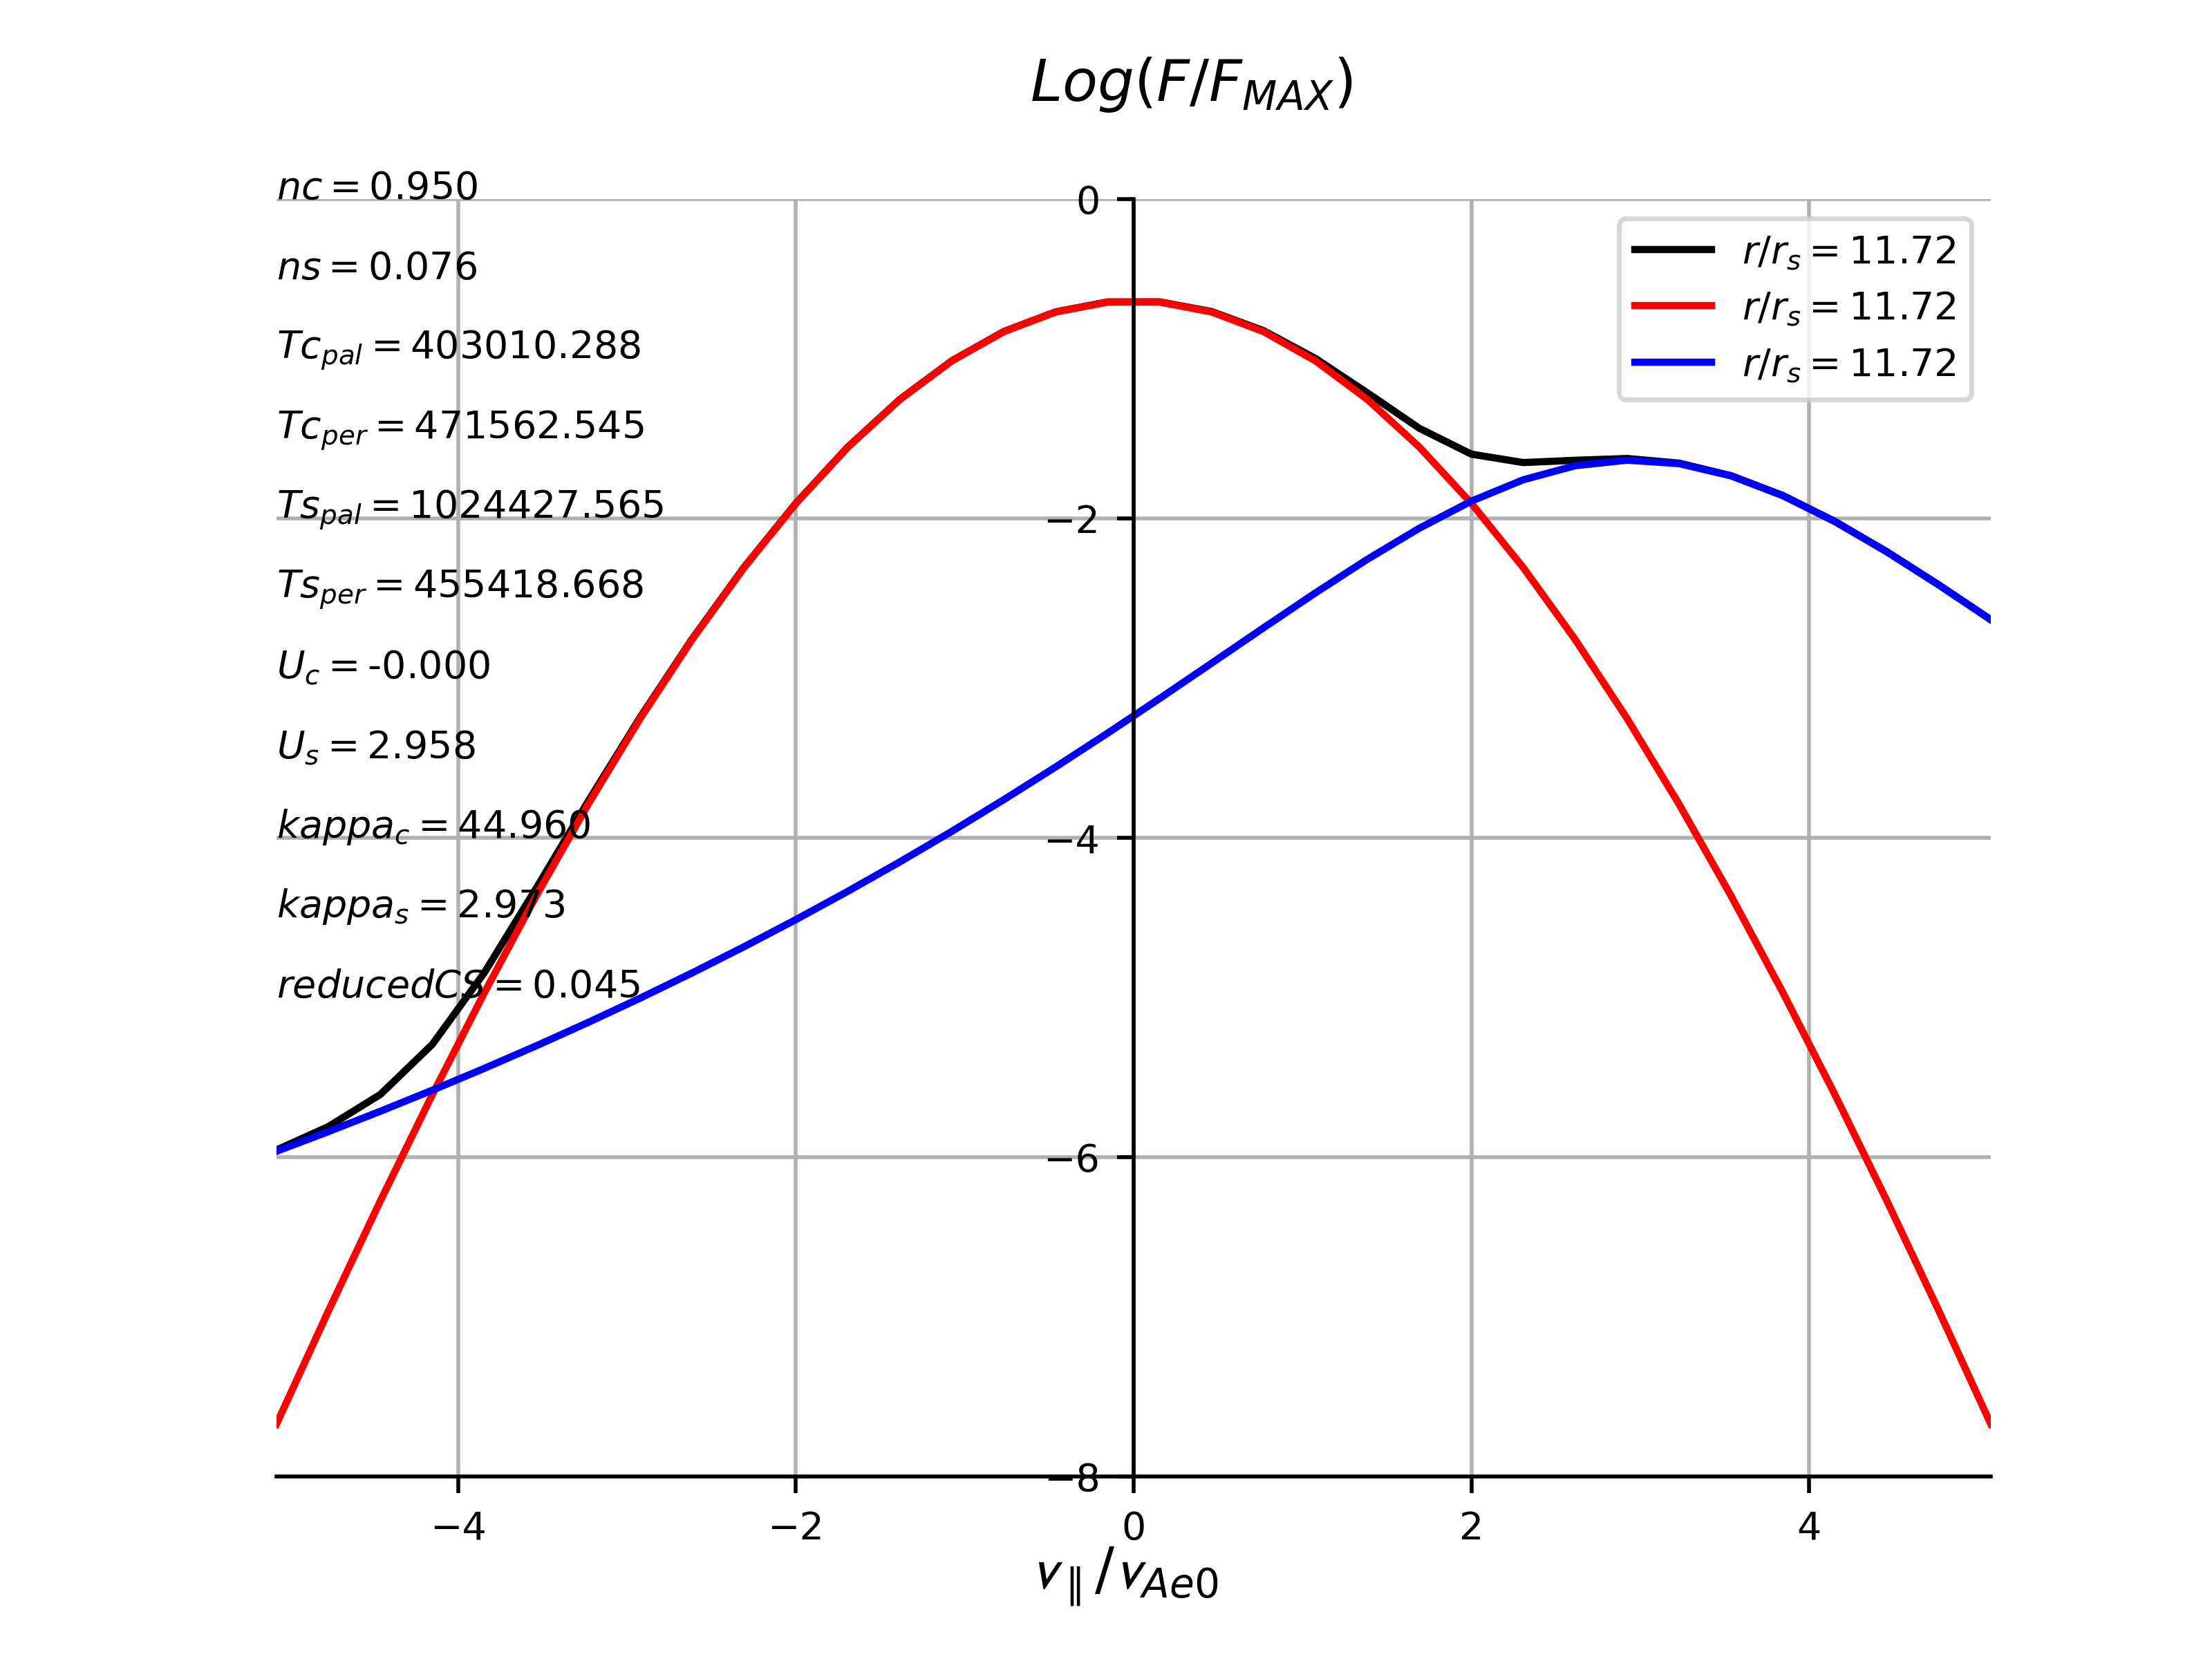 Log(F/F_MAX)
nc = 0.950
ns = 0.076
Tc_pal = 403010.288
Tc_per = 471562.545
Ts_pal = 1024427.565
Ts_per = 455418.668
U_c = -0.000
U_s = 2.958
kappa_c = 44.960
kappa_s = 2.973
reducedCS = 0.045
r/r_s = 11.72
r/r_s = 11.72
r/r_s = 11.72
0
−2
−4
−6
−8
−4 −2 0 2 4
v_∥/v_Ae0